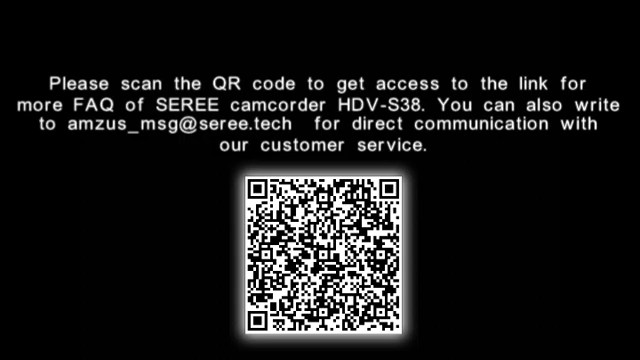 Please scan the QR code to get access to the link for
more FAQ of SEREE camcorder HDV-S38. You can also write
to amzus_msg@seree.tech for direct communication with
our customer service.